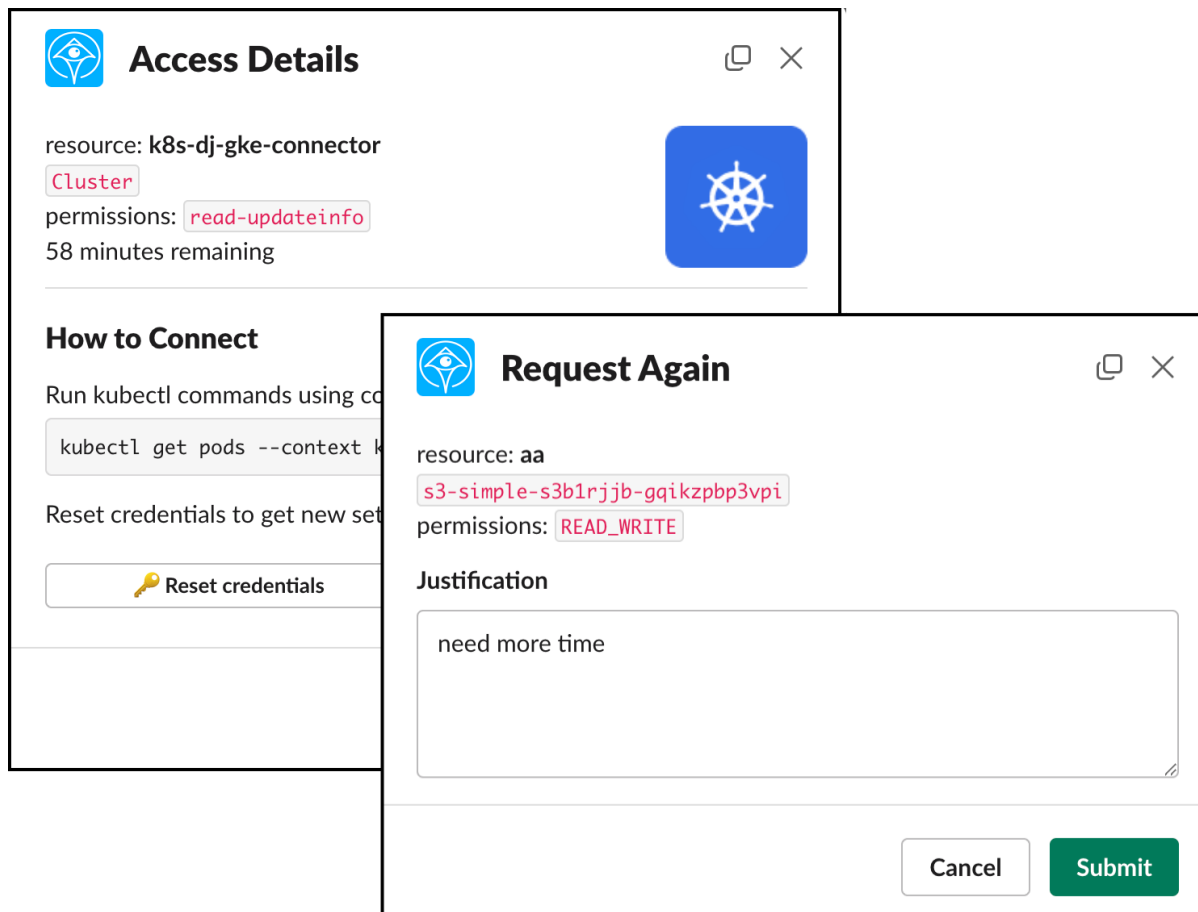 Access Details
resource: k8s-dj-gke-connector
Cluster
permissions: read-updateinfo
58 minutes remaining
How to Connect
Run kubectl commands using
kubectl get pods --context
Reset credentials to get new set
🔑 Reset credentials
Request Again
resource: aa
s3-simple-s3b1rjjb-gqikzpbp3vpi
permissions: READ_WRITE
Justification
need more time
Cancel
Submit